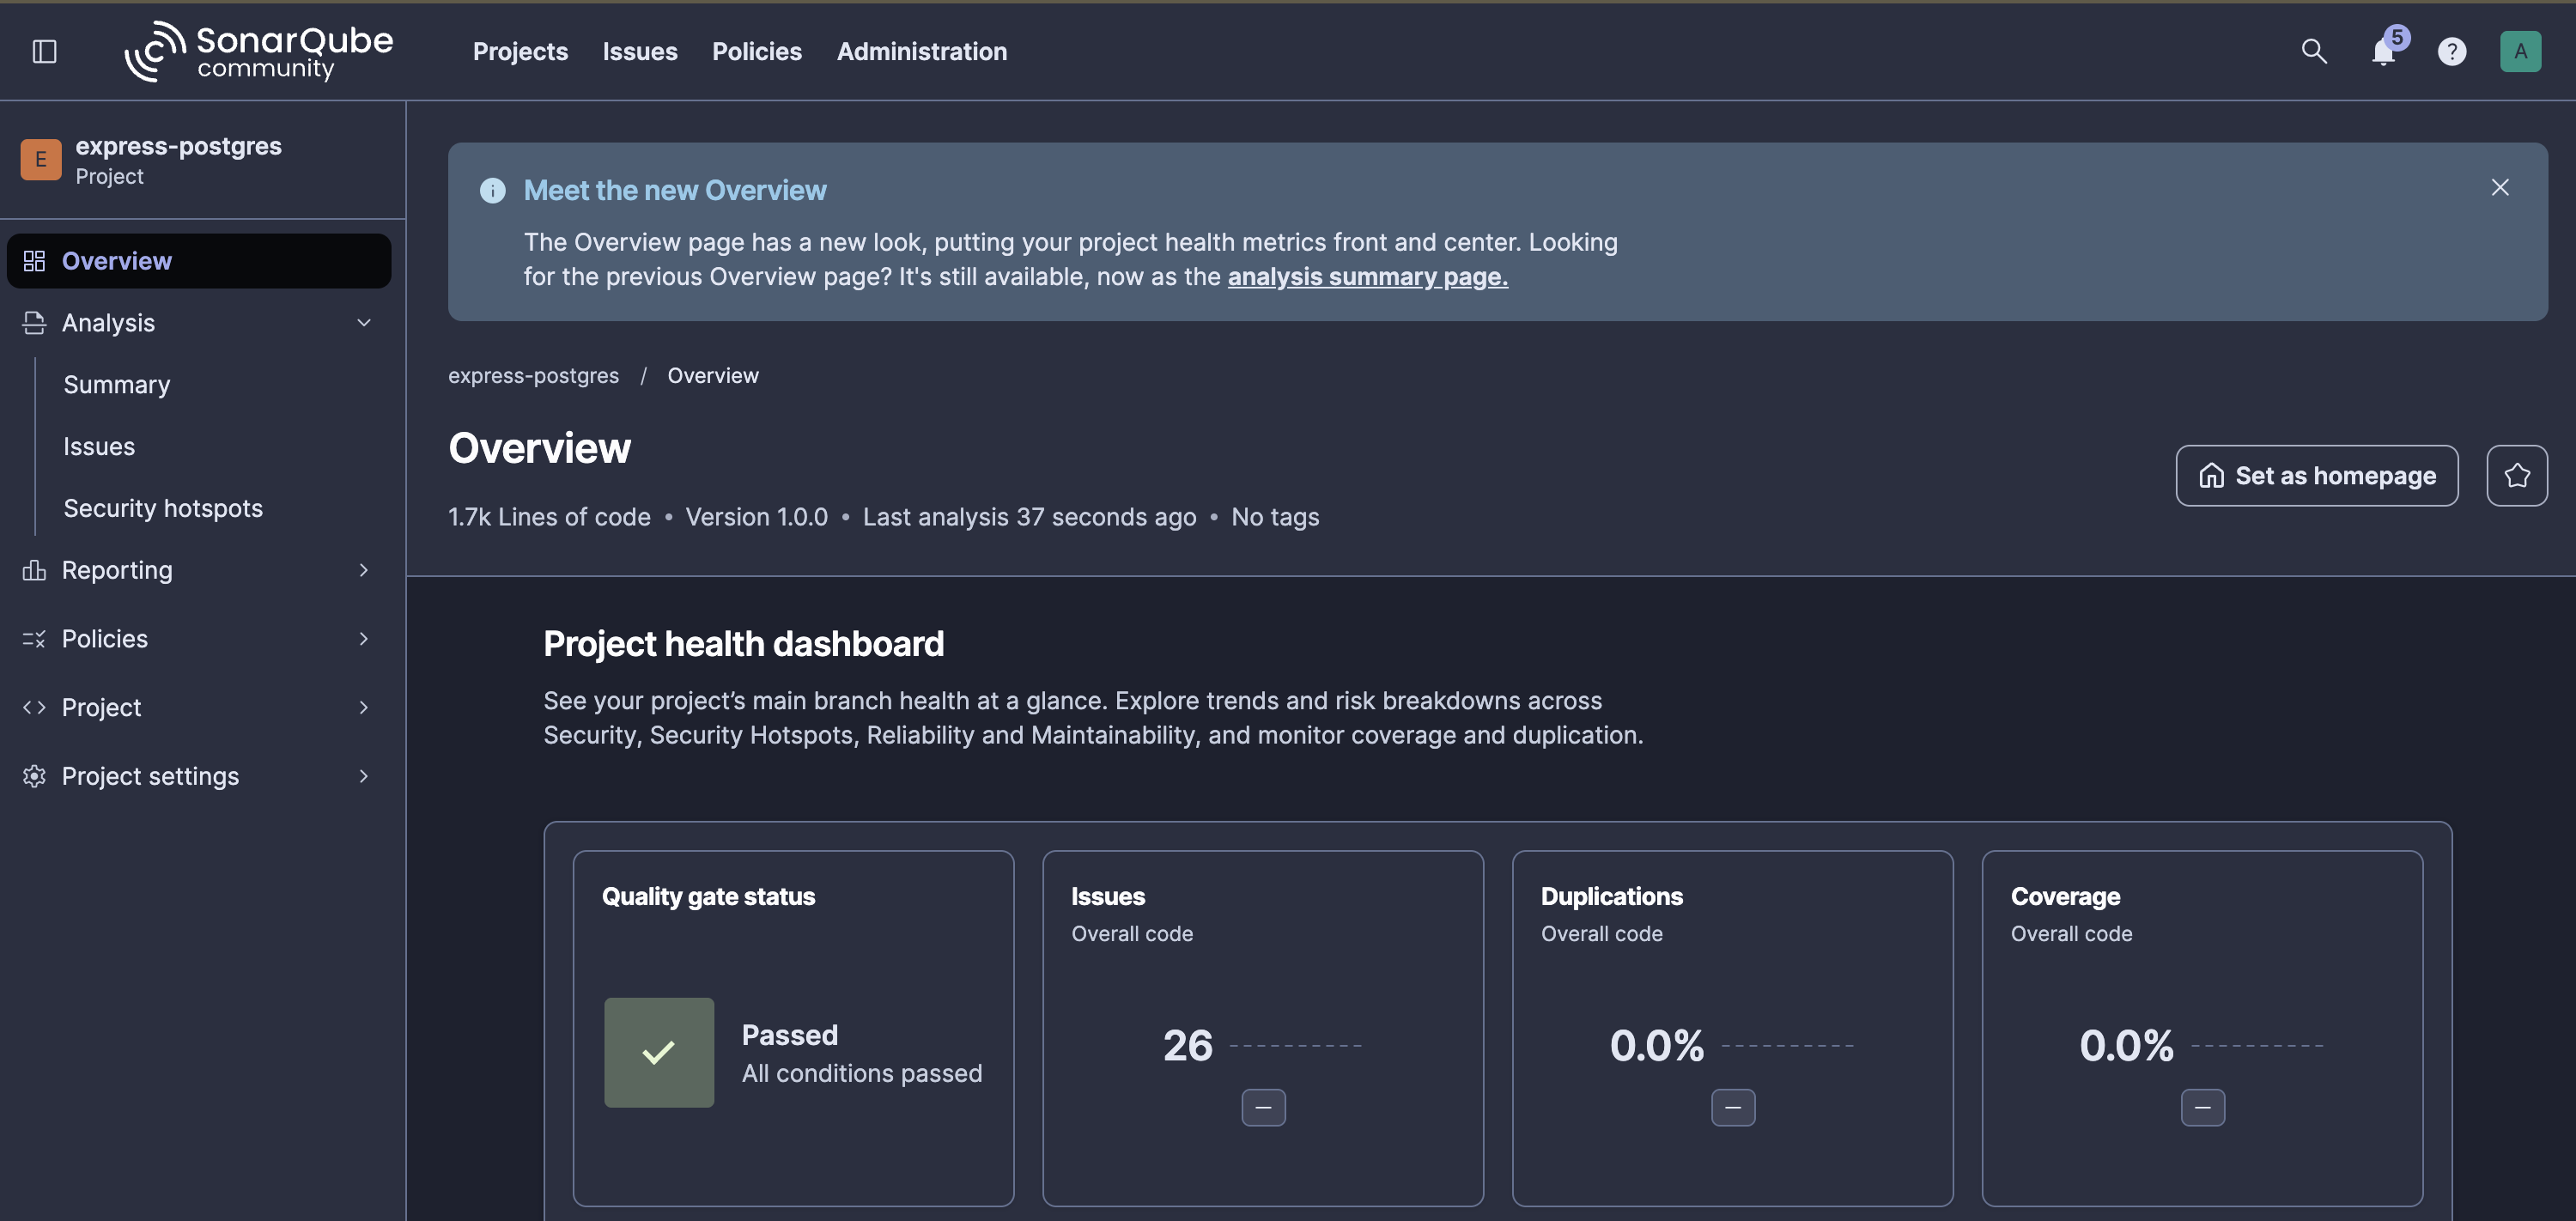 SonarQube
community
Projects
Issues
Policies
Administration
5
?
A
E
express-postgres
Project
Overview
Analysis
Summary
Issues
Security hotspots
Reporting
Policies
Project
Project settings
Meet the new Overview
The Overview page has a new look, putting your project health metrics front and center. Looking
for the previous Overview page? It's still available, now as the analysis summary page.
express-postgres / Overview
Overview
1.7k Lines of code • Version 1.0.0 • Last analysis 37 seconds ago • No tags
Set as homepage
Project health dashboard
See your project’s main branch health at a glance. Explore trends and risk breakdowns across
Security, Security Hotspots, Reliability and Maintainability, and monitor coverage and duplication.
Quality gate status
Passed
All conditions passed
Issues
Overall code
26
Duplications
Overall code
0.0%
Coverage
Overall code
0.0%